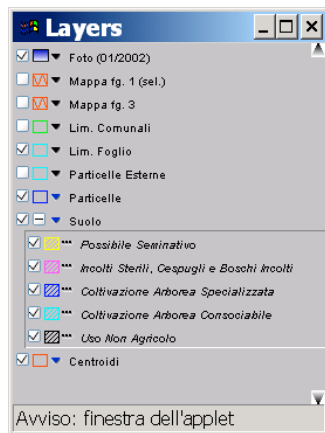 Layers
Foto (01/2002)
Mappa fg. 1 (sel.)
Mappa fg. 3
Lim. Comunali
Lim. Foglio
Particelle Esterne
Particelle
Suolo
Possibile Seminativo
Incolti Sterili, Cespugli e Boschi Incolti
Coltivazione Arborea Specializzata
Coltivazione Arborea Consociabile
Uso Non Agricolo
Centroidi
Avviso: finestra dell'applet